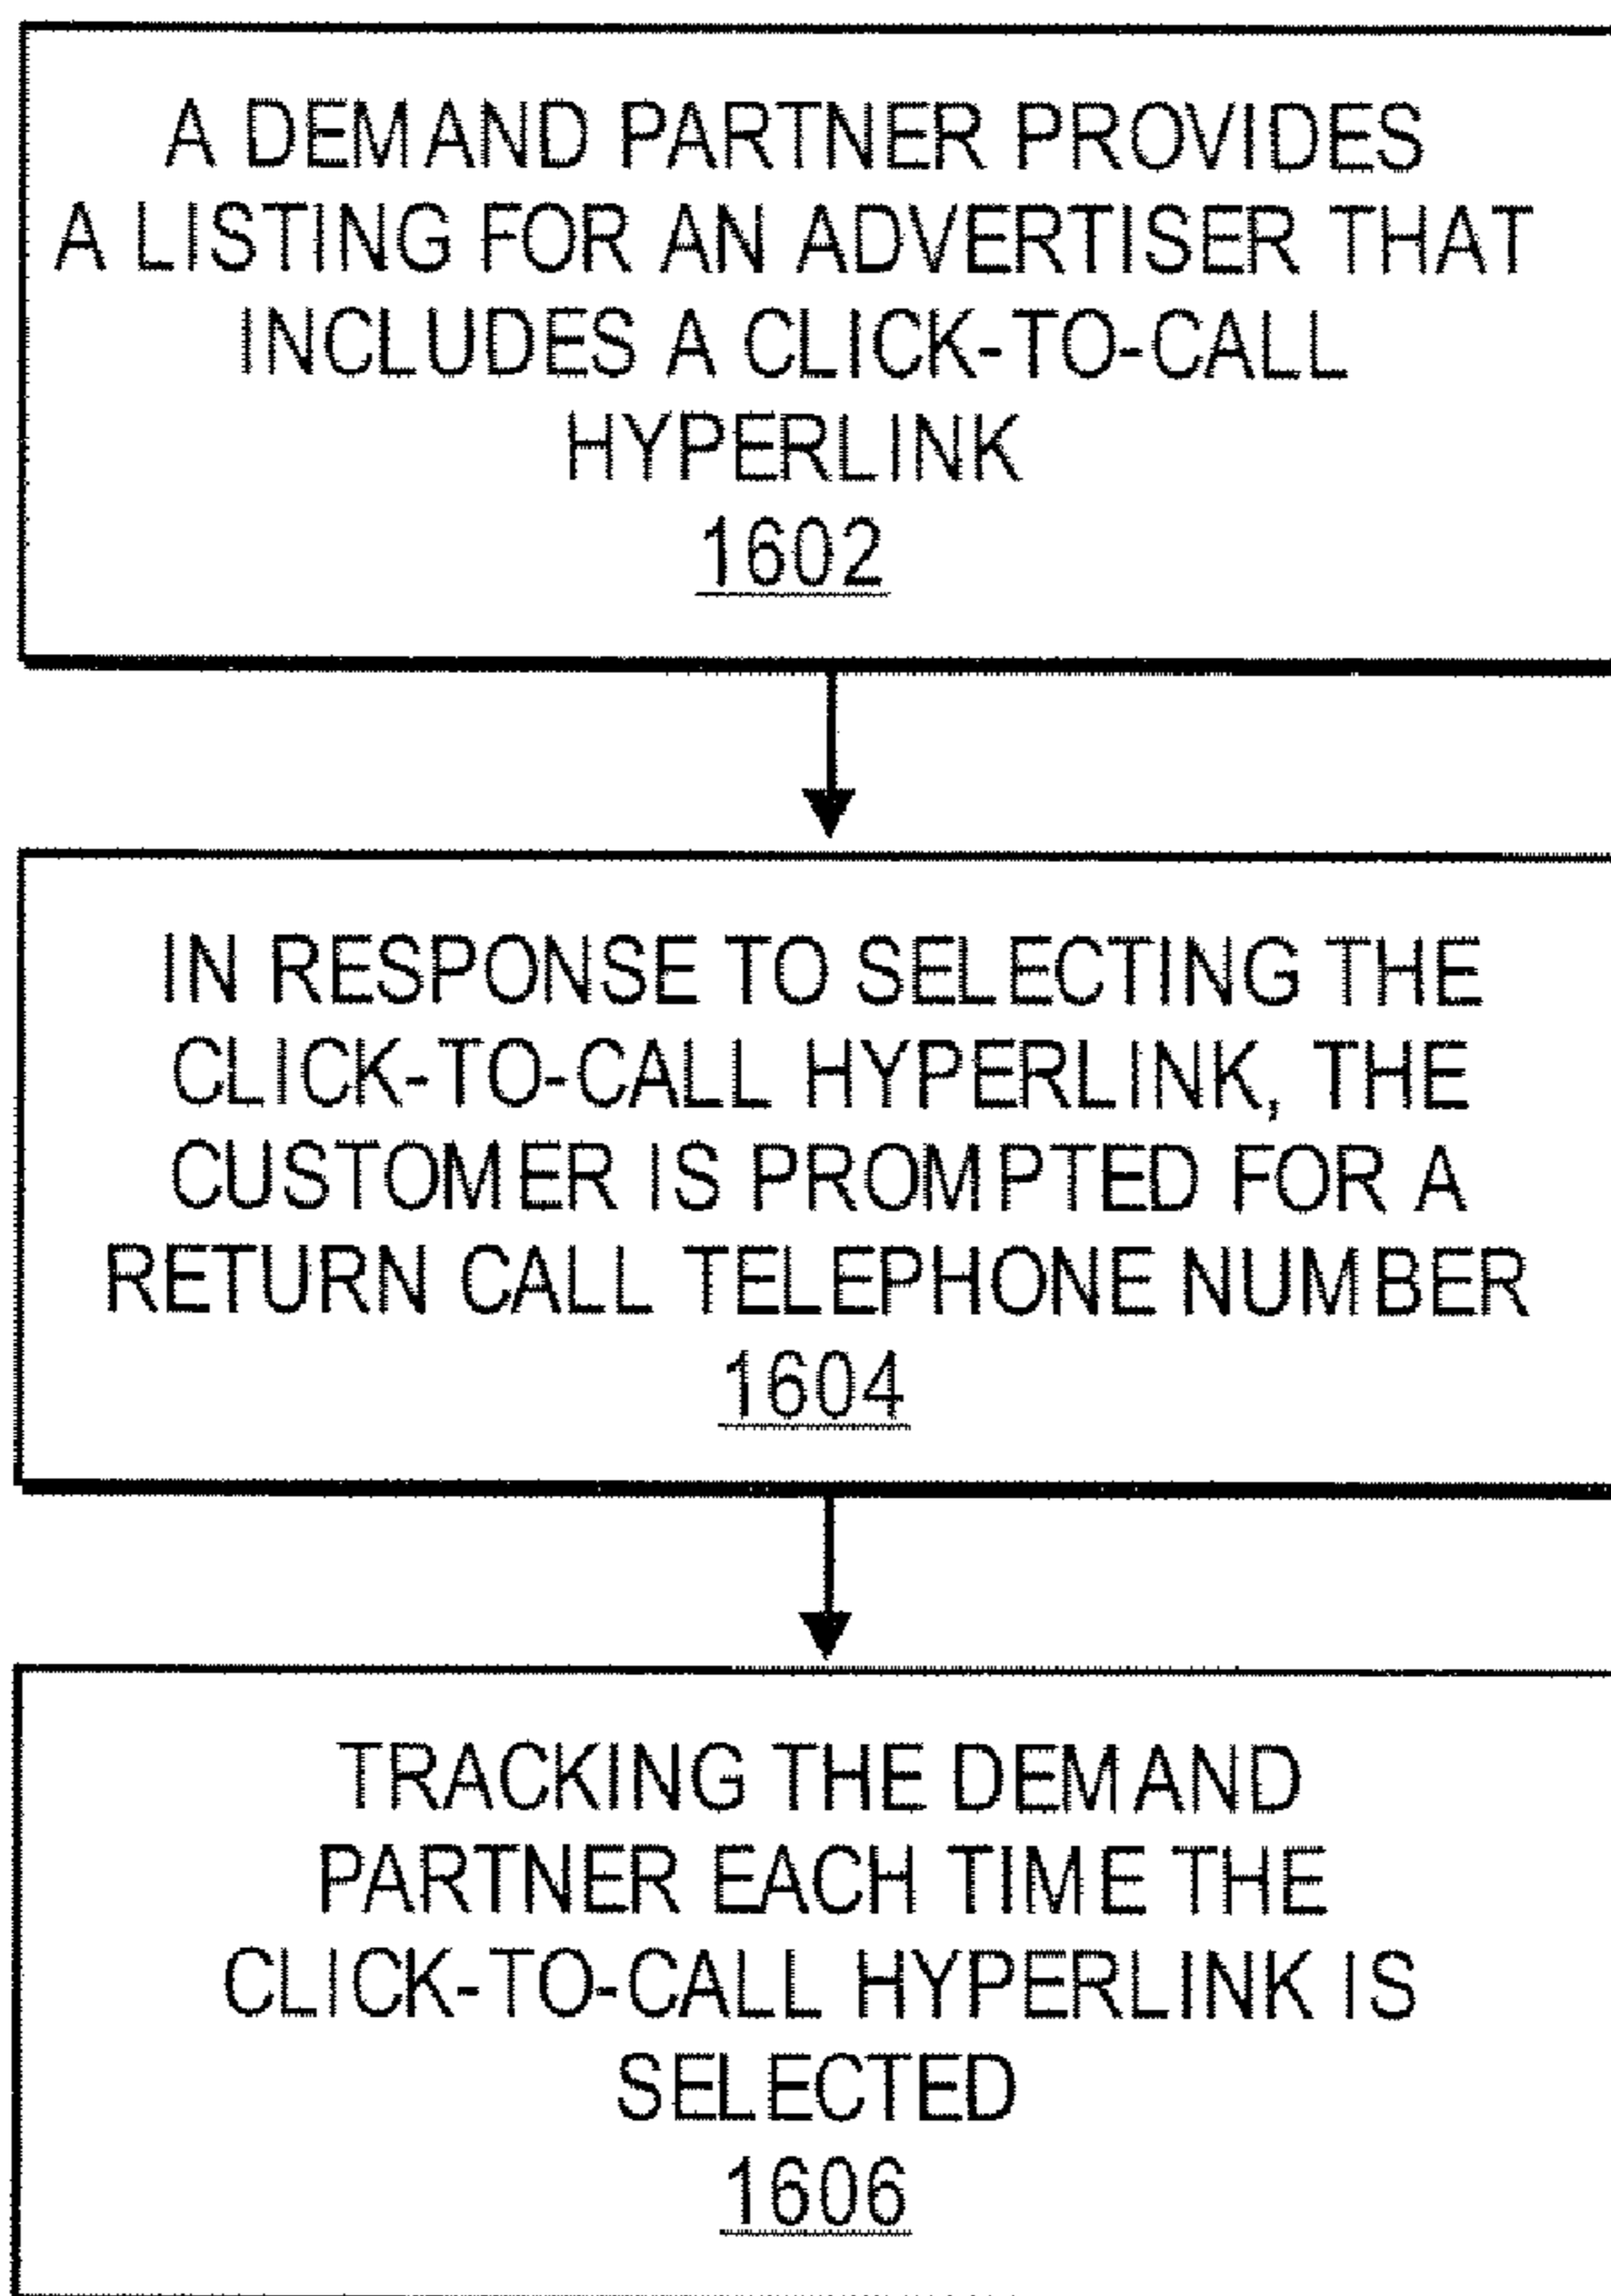 A DEMAND PARTNER PROVIDES
A LISTING FOR AN ADVERTISER THAT
INCLUDES A CLICK-TO-CALL
HYPERLINK
1602
IN RESPONSE TO SELECTING THE
CLICK-TO-CALL HYPERLINK, THE
CUSTOMER IS PROMPTED FOR A
RETURN CALL TELEPHONE NUMBER
1604
TRACKING THE DEMAND
PARTNER EACH TIME THE
CLICK-TO-CALL HYPERLINK IS
SELECTED
1606